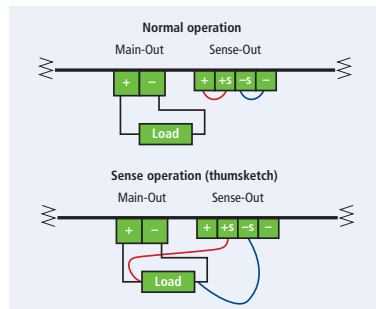 Normal operation
Main-Out Sense-Out
+ − + +s −s −
Load
Sense operation (thumsketch)
Main-Out Sense-Out
+ − + +s −s −
Load